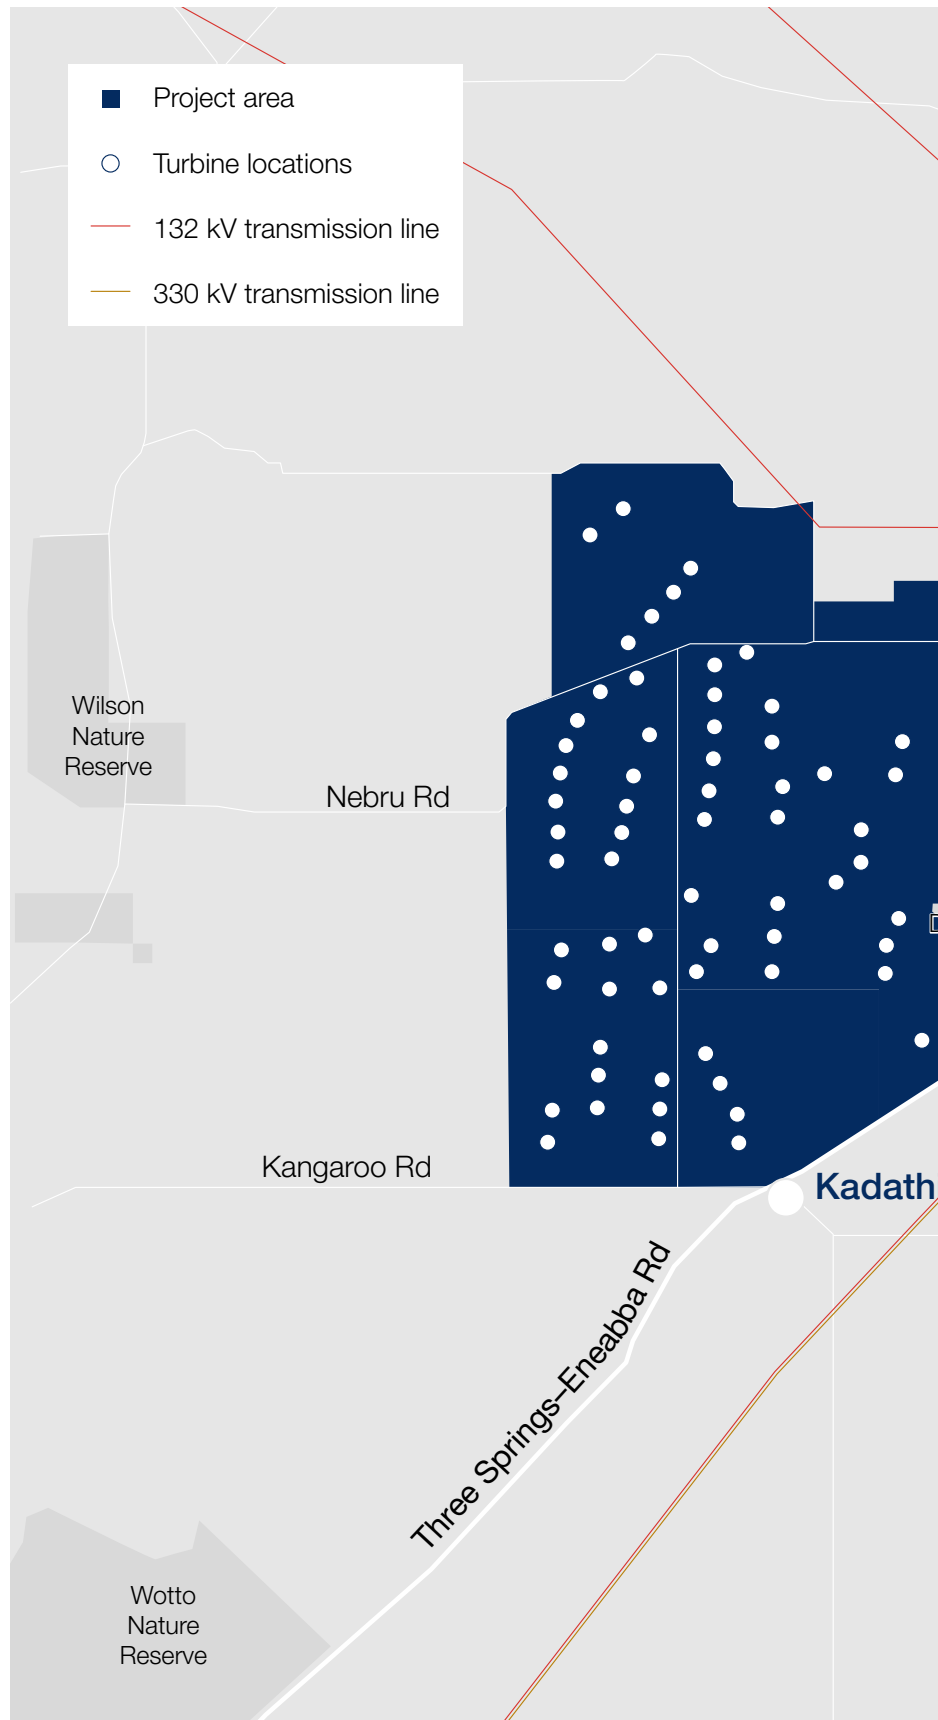 Project area
Turbine locations
132 kV transmission line
330 kV transmission line
Wilson
Nature
Reserve
Nebru Rd
Kangaroo Rd
Kadath
Three Springs–Eneabba Rd
Wotto
Nature
Reserve